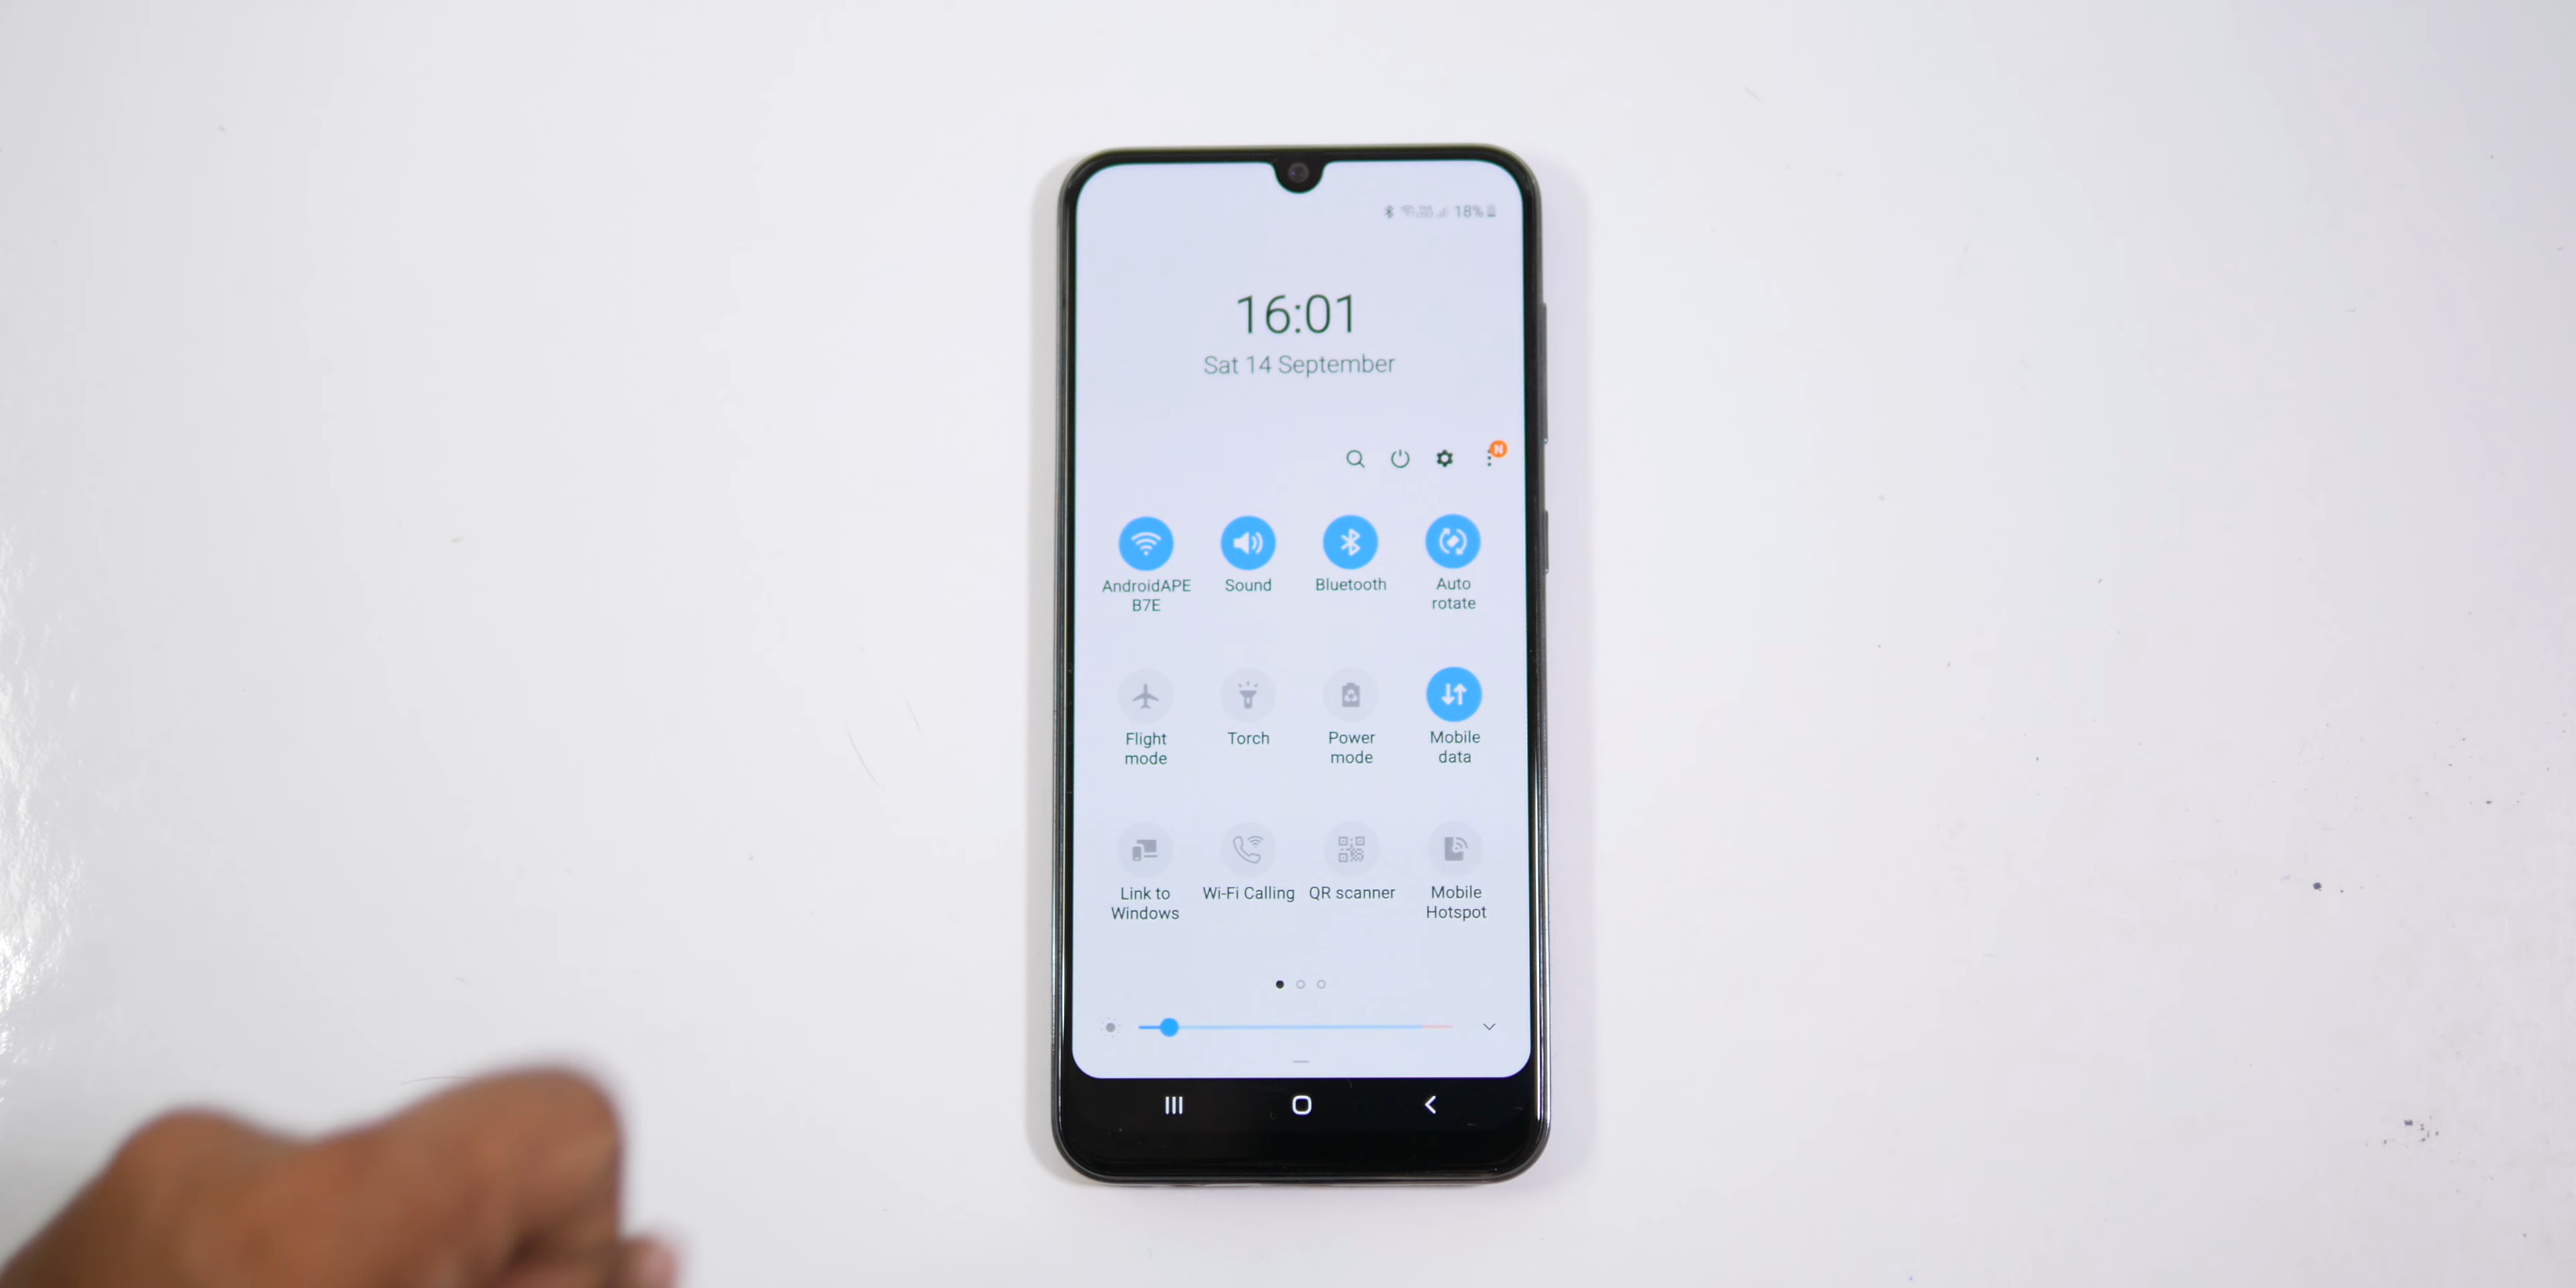 18%
16:01
Sat 14 September
N
AndroidAPE
B7E
Sound
Bluetooth
Auto
rotate
Flight
mode
Torch
Power
mode
Mobile
data
Link to
Windows
Wi-Fi Calling
QR scanner
Mobile
Hotspot